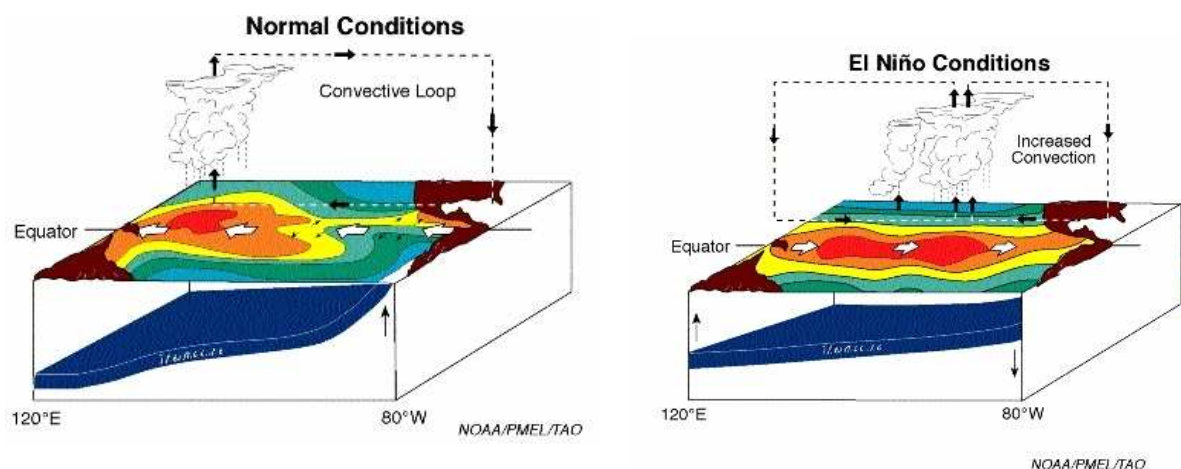 Normal Conditions
Convective Loop
Equator
120°E
80°W
NOAA/PMEL/TAO
El Niño Conditions
Increased
Convection
Equator
120°E
80°W
NOAA/PMEL/TAO